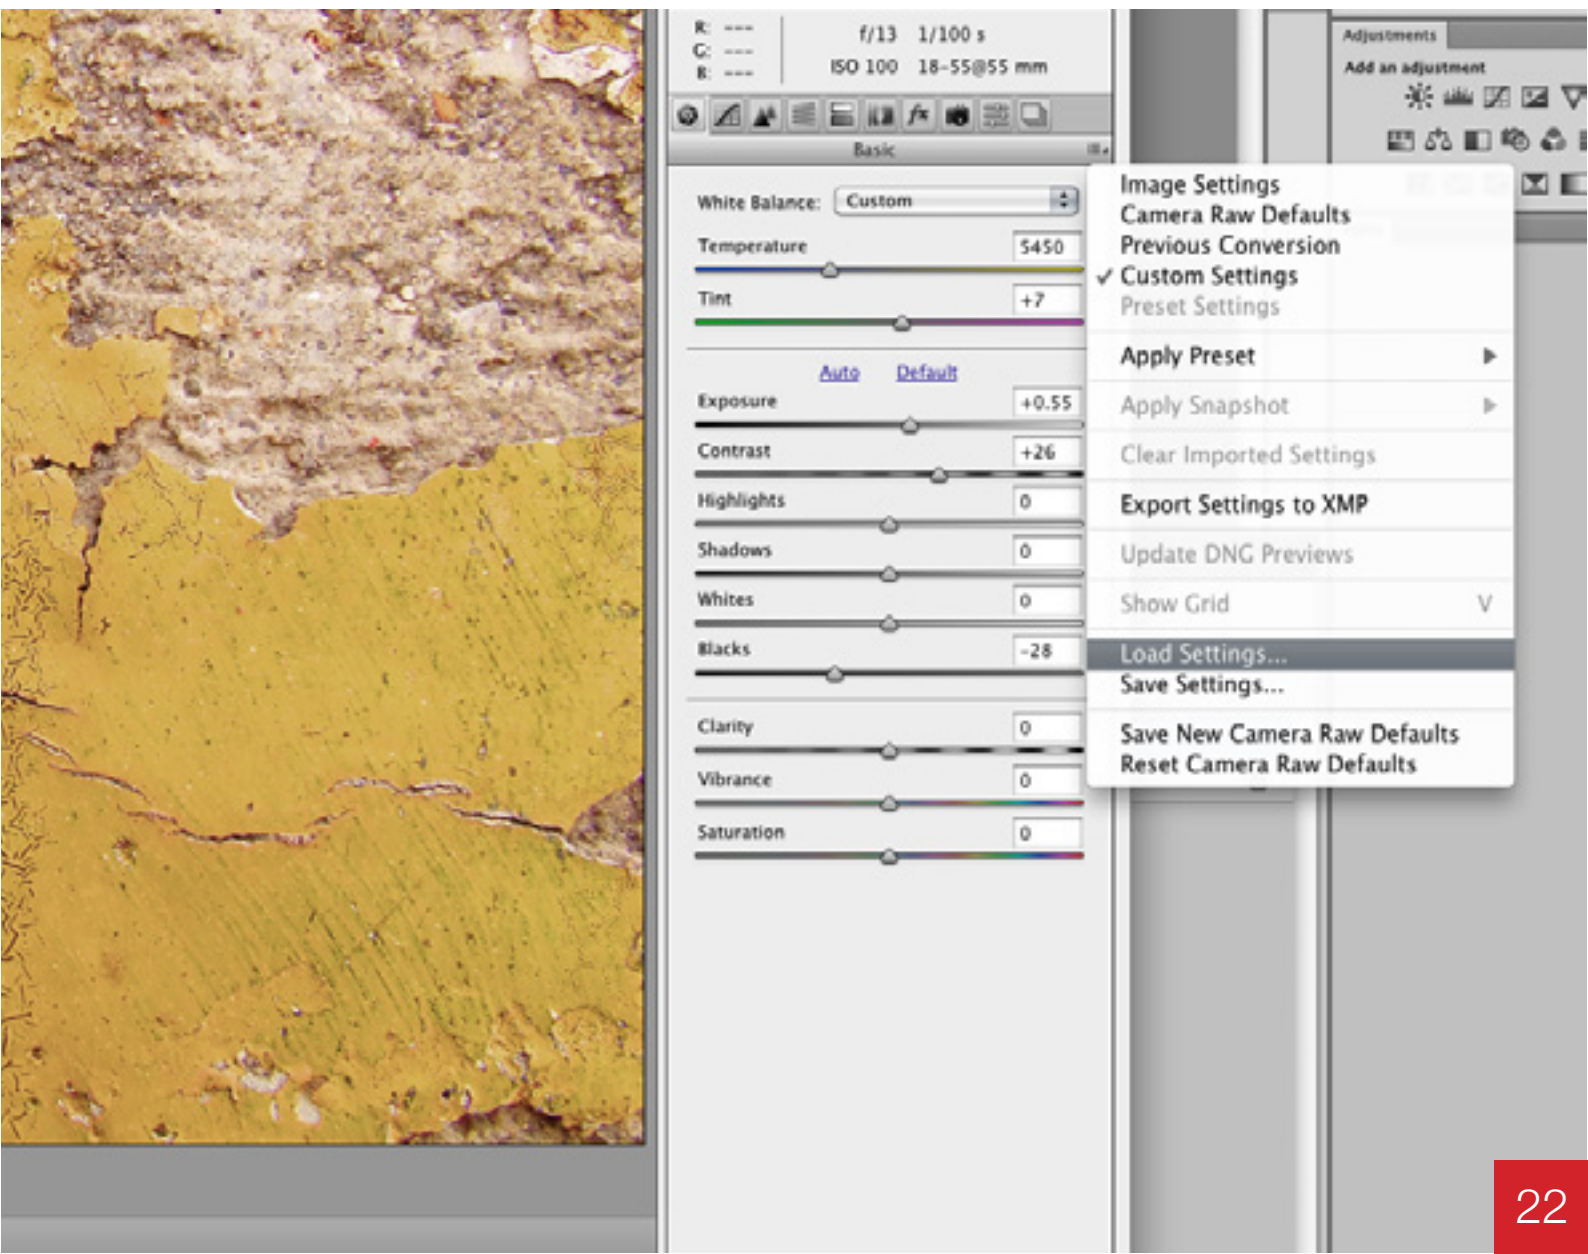 R: ---
G: ---
B: ---
f/13 1/100 s
ISO 100 18-55@55 mm
Basic
White Balance: Custom
Temperature 5450
Tint +7
Auto Default
Exposure +0.55
Contrast +26
Highlights 0
Shadows 0
Whites 0
Blacks -28
Clarity 0
Vibrance 0
Saturation 0
Adjustments
Add an adjustment
Image Settings
Camera Raw Defaults
Previous Conversion
✓ Custom Settings
Preset Settings
Apply Preset
Apply Snapshot
Clear Imported Settings
Export Settings to XMP
Update DNG Previews
Show Grid V
Load Settings...
Save Settings...
Save New Camera Raw Defaults
Reset Camera Raw Defaults
22